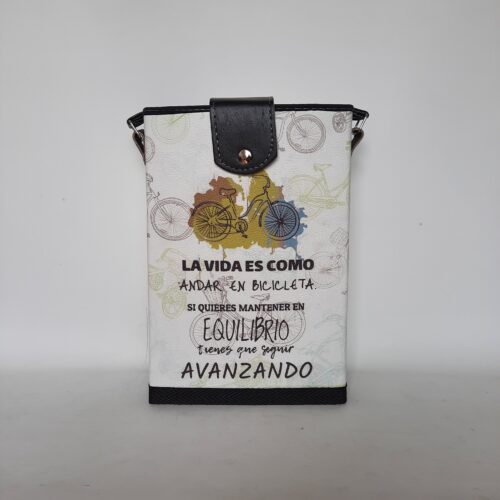 LA VIDA ES COMO
ANDAR EN BICICLETA.
SI QUIERES MANTENER EN
EQUILIBRIO
tienes que seguir
AVANZANDO